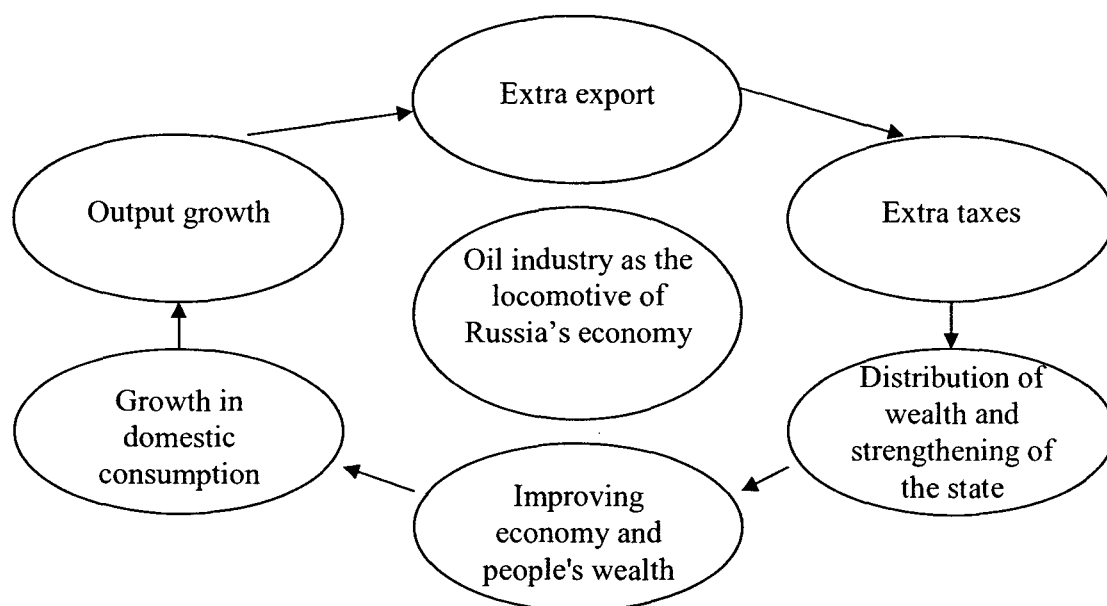 Extra export
Output growth
Extra taxes
Oil industry as the
locomotive of
Russia's economy
Growth in
domestic
consumption
Distribution of
wealth and
strengthening of
the state
Improving
economy and
people's wealth